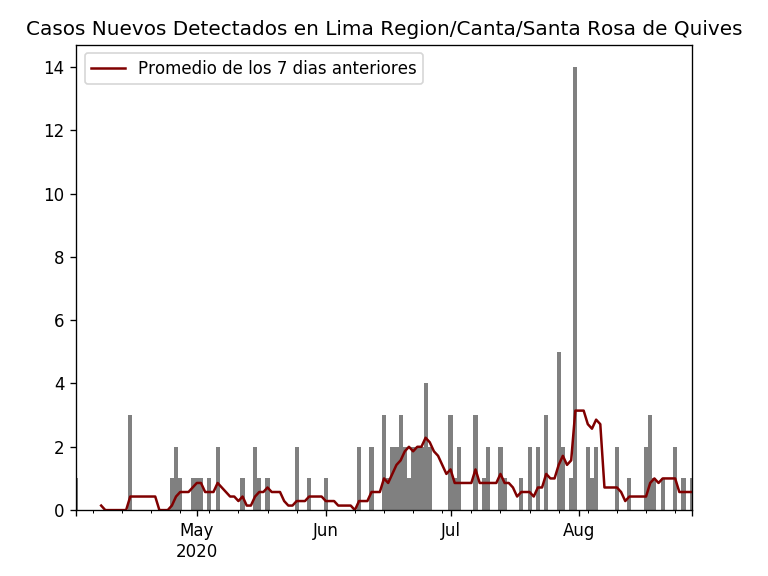 Casos Nuevos Detectados en Lima Region/Canta/Santa Rosa de Quives
Promedio de los 7 dias anteriores
14
12
10
8
6
4
2
0
May
2020
Jun
Jul
Aug